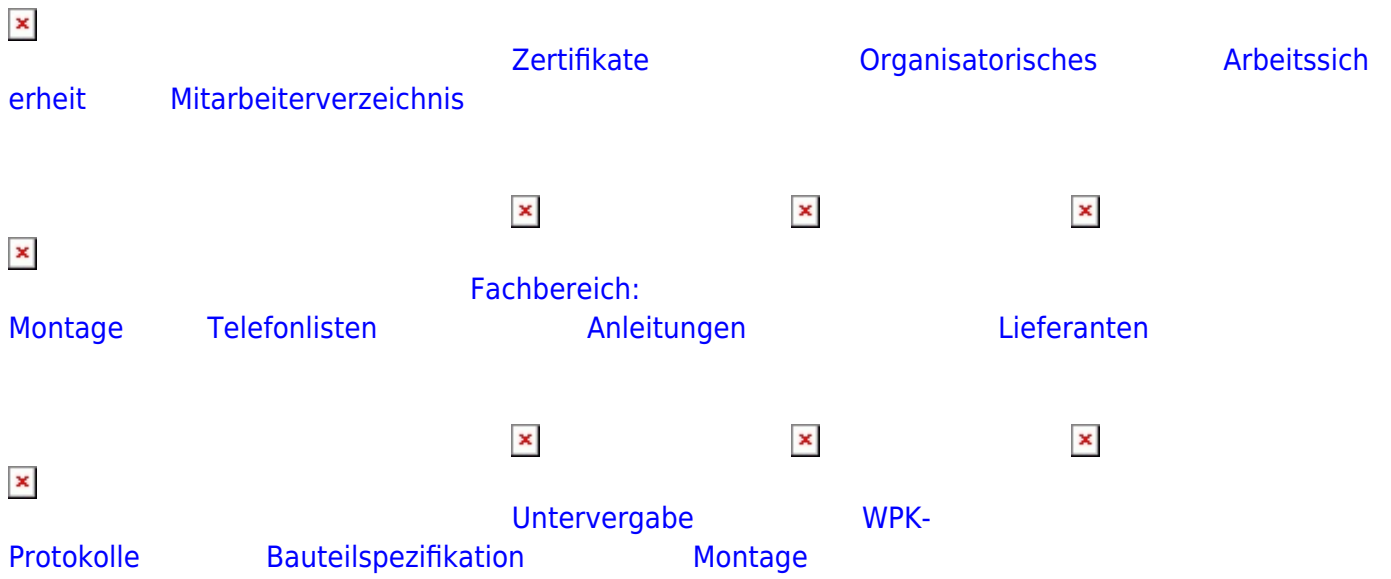 Zertifikate Organisatorisches Arbeitssich
erheit Mitarbeiterverzeichnis
Fachbereich:
Montage Telefonlisten Anleitungen Lieferanten
Untervergabe WPK-
Protokolle Bauteilspezifikation Montage